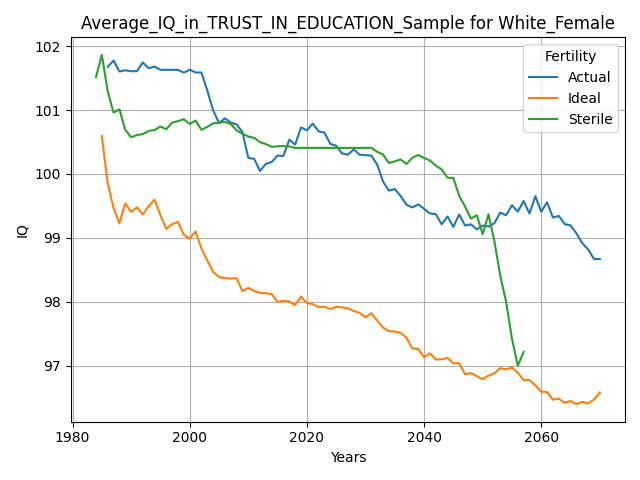 Average_IQ_in_TRUST_IN_EDUCATION_Sample for White_Female
102
101
100
99
98
97
IQ
Fertility
Actual
Ideal
Sterile
1980
2000
2020
2040
2060
Years